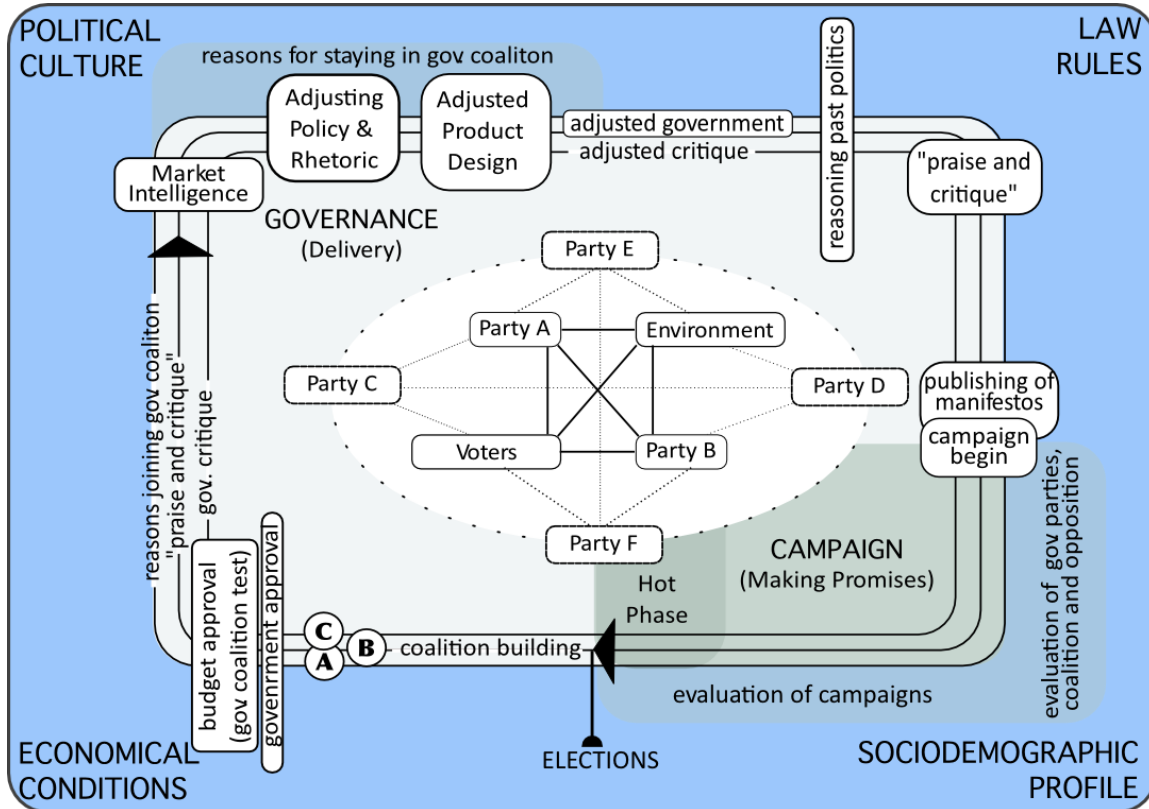 POLITICAL
CULTURE
LAW
RULES
reasons for staying in gov. coaliton
Adjusting
Policy &
Rhetoric
Adjusted
Product
Design
adjusted government
adjusted critique
reasoning past politics
"praise and
critique"
Market
Intelligence
GOVERNANCE
(Delivery)
Party E
Party A
Environment
Party C
Party D
Voters
Party B
Party F
publishing of
manifestos
campaign
begin
reasons joining gov. coaliton
"praise and critique"
gov. critique
CAMPAIGN
(Making Promises)
Hot
Phase
evaluation of gov. parties,
coalition and opposition
budget approval
(gov. coalition test)
govenrment approval
C
A
B
coalition building
evaluation of campaigns
ELECTIONS
ECONOMICAL
CONDITIONS
SOCIODEMOGRAPHIC
PROFILE